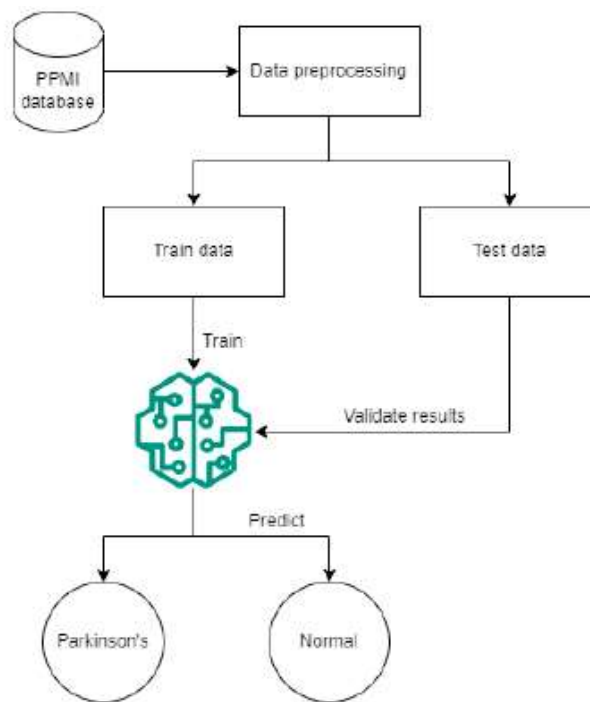 PPMI
database
Data preprocessing
Train data
Test data
Train
Validate results
Predict
Parkinson's
Normal